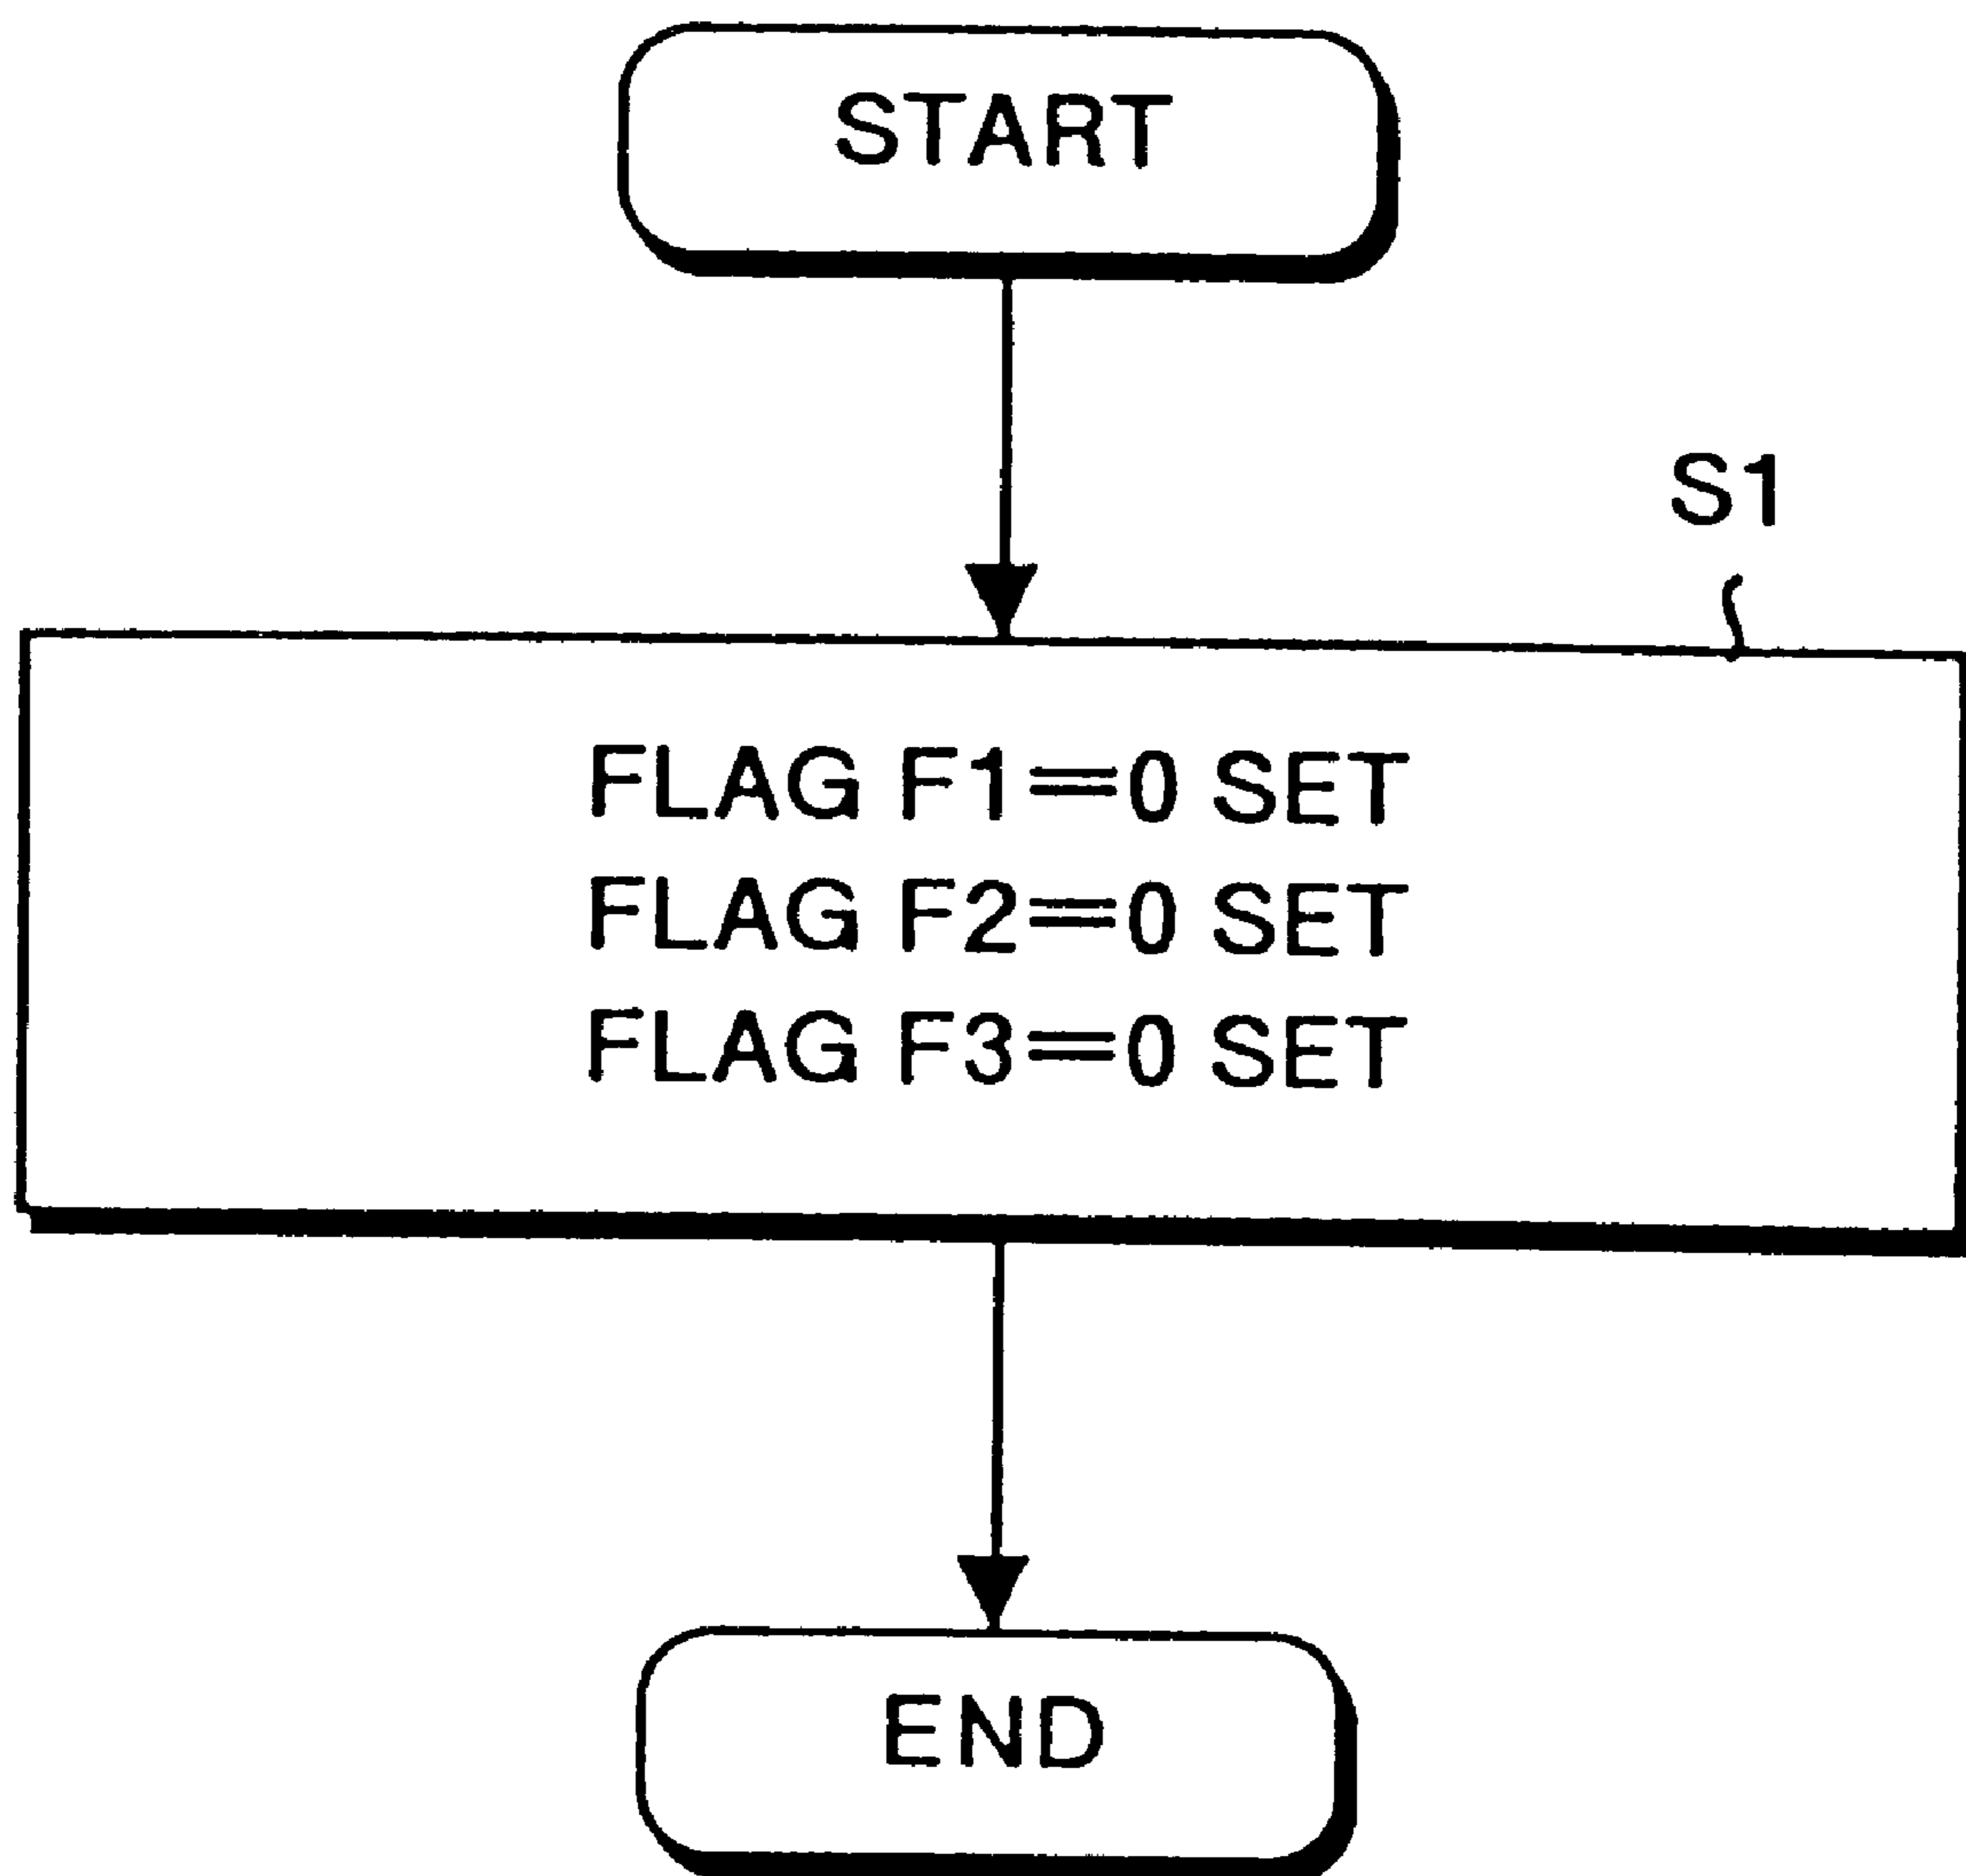 START
S1
FLAG F1=0 SET
FLAG F2=0 SET
FLAG F3=0 SET
END